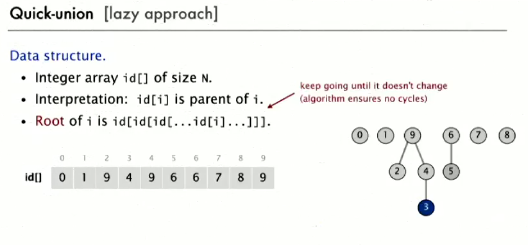 Quick-union [lazy approach]
Data structure.
• Integer array id[] of size N.
• Interpretation: id[i] is parent of i.
• Root of i is id[id[id[...id[i]...]]].
keep going until it doesn't change
(algorithm ensures no cycles)
0 1 2 3 4 5 6 7 8 9
id[] 0 1 9 4 9 6 6 7 8 9
0 1 9 6 7 8
2 4 5
3